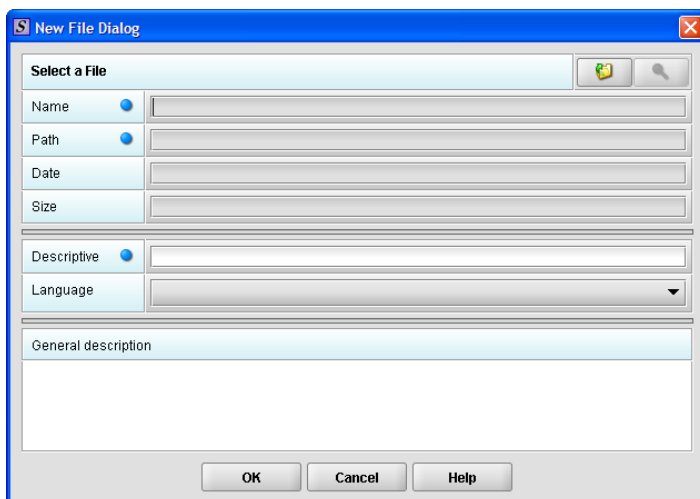 S New File Dialog
Select a File
Name
Path
Date
Size
Descriptive
Language
General description
OK Cancel Help